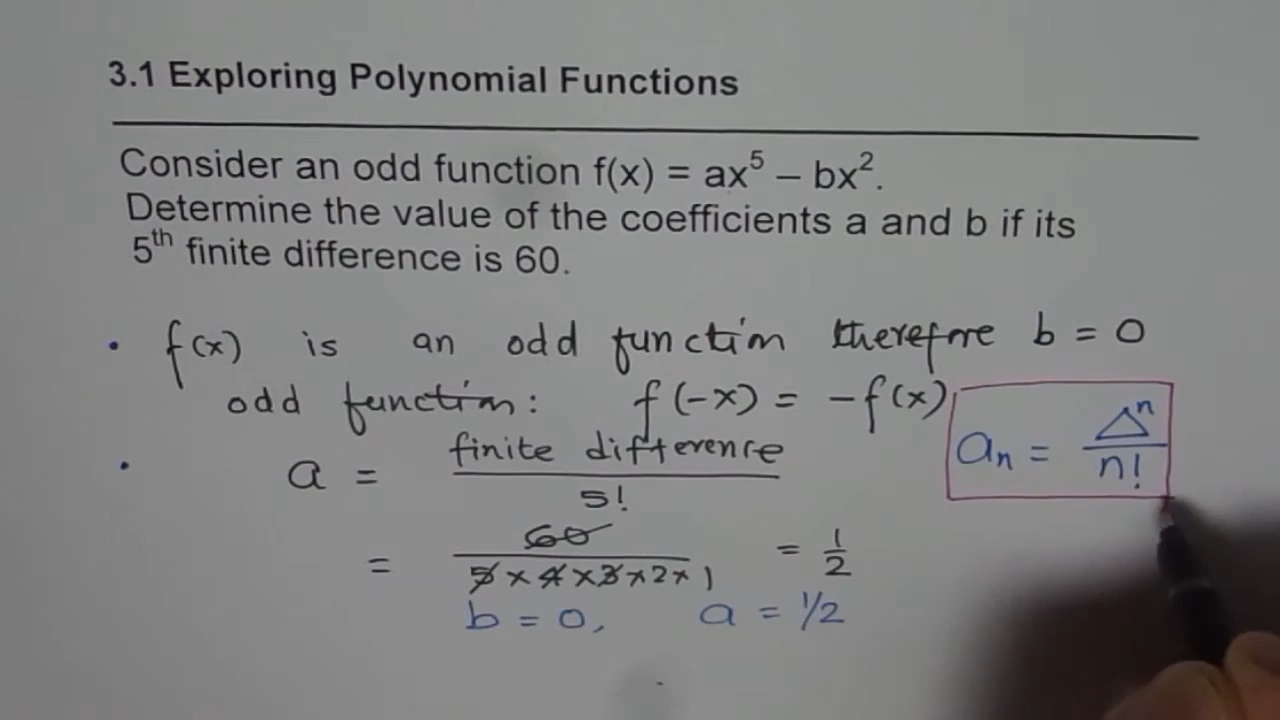 3.1 Exploring Polynomial Functions
Consider an odd function f(x) = ax⁵ – bx².
Determine the value of the coefficients a and b if its
5th finite difference is 60.
• f(x) is an odd function therefore b = 0
odd function: f(-x) = -f(x)
• a = finite difference / 5!
aₙ = Δⁿ / n!
= 60 / 5×4×3×2×1 = 1/2
b = 0, a = 1/2